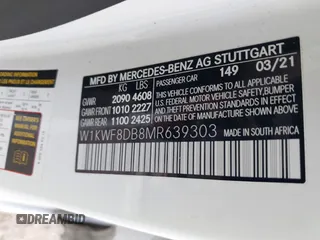 MFD BY MERCEDES-BENZ AG STUTTGART
KG LB PASSENGER CAR 149 03/21
GVWR 2090 4608
GAWR FRONT 1010 2227
GAWR REAR 1100 2425
THIS VEHICLE CONFORMS TO ALL APPLICABLE
FEDERAL MOTOR VEHICLE SAFETY, BUMPER,
AND THEFT PREVENTION STANDARDS IN EFFECT ON
THE DATE OF MANUFACTURE SHOWN ABOVE.
W1KWF8DB8MR639303
MADE IN SOUTH AFRICA
DREAMBID